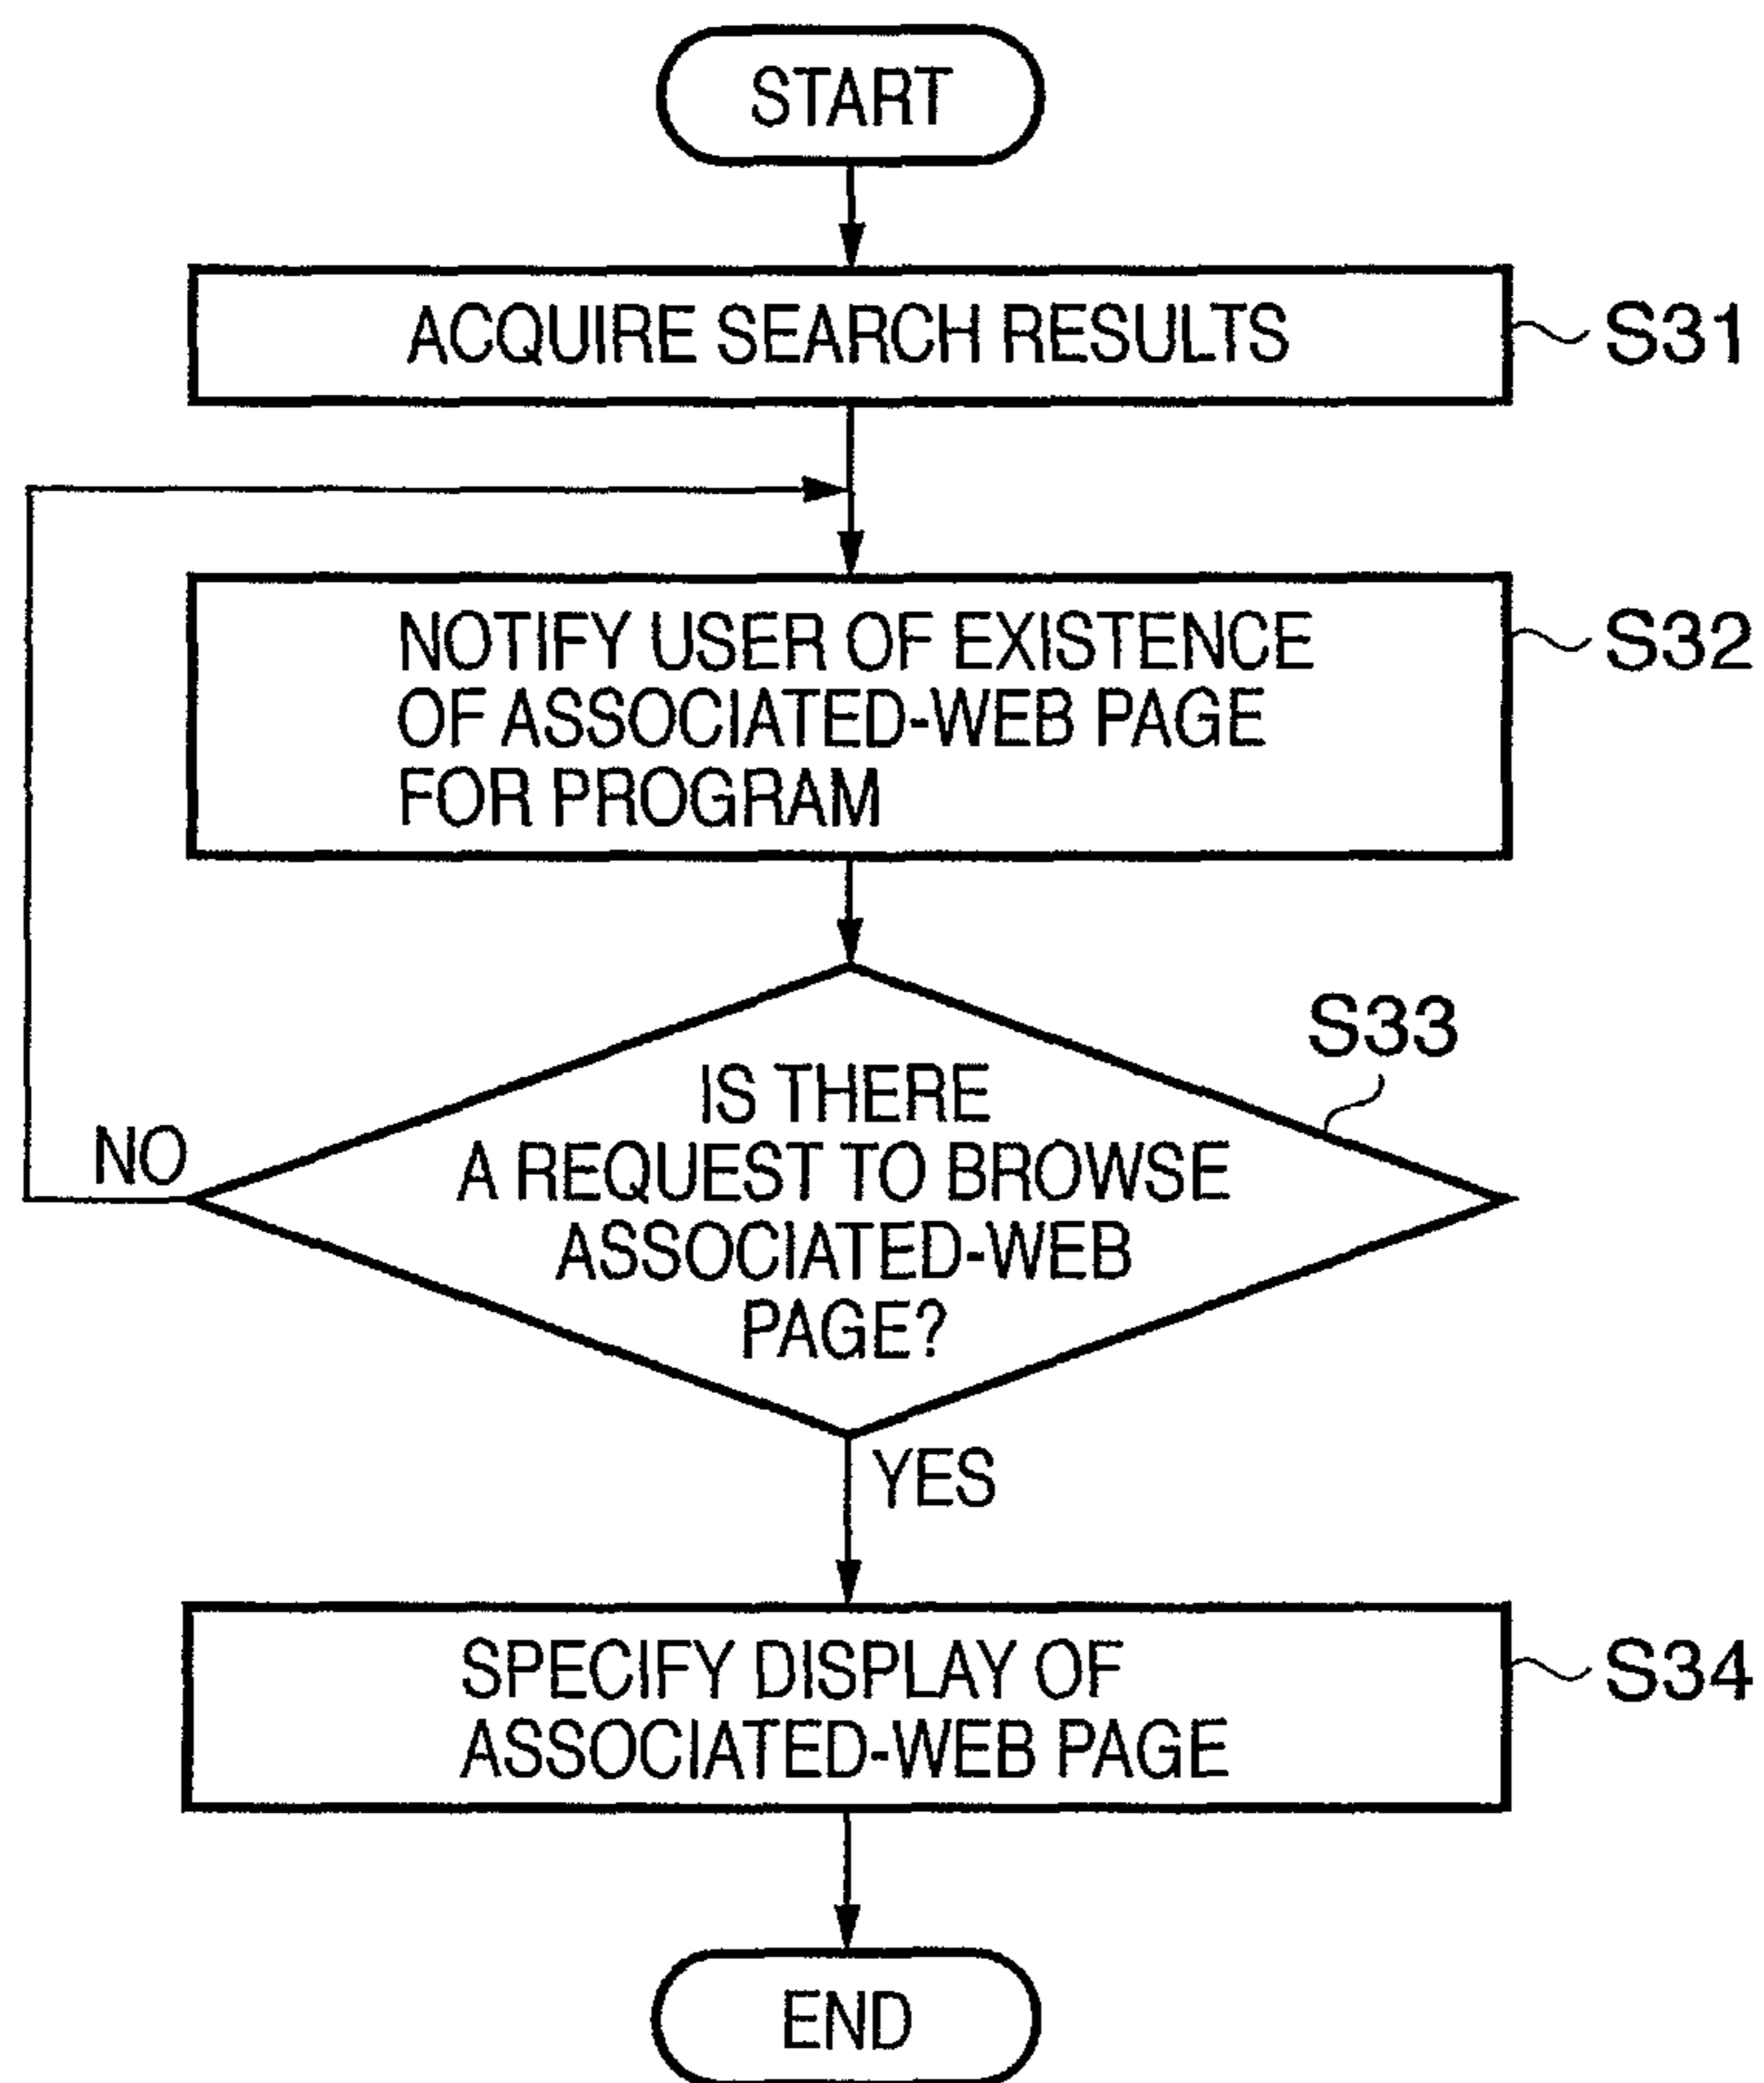 START
ACQUIRE SEARCH RESULTS
S31
NOTIFY USER OF EXISTENCE
OF ASSOCIATED-WEB PAGE
FOR PROGRAM
S32
IS THERE
A REQUEST TO BROWSE
ASSOCIATED-WEB
PAGE?
S33
NO
YES
SPECIFY DISPLAY OF
ASSOCIATED-WEB PAGE
S34
END